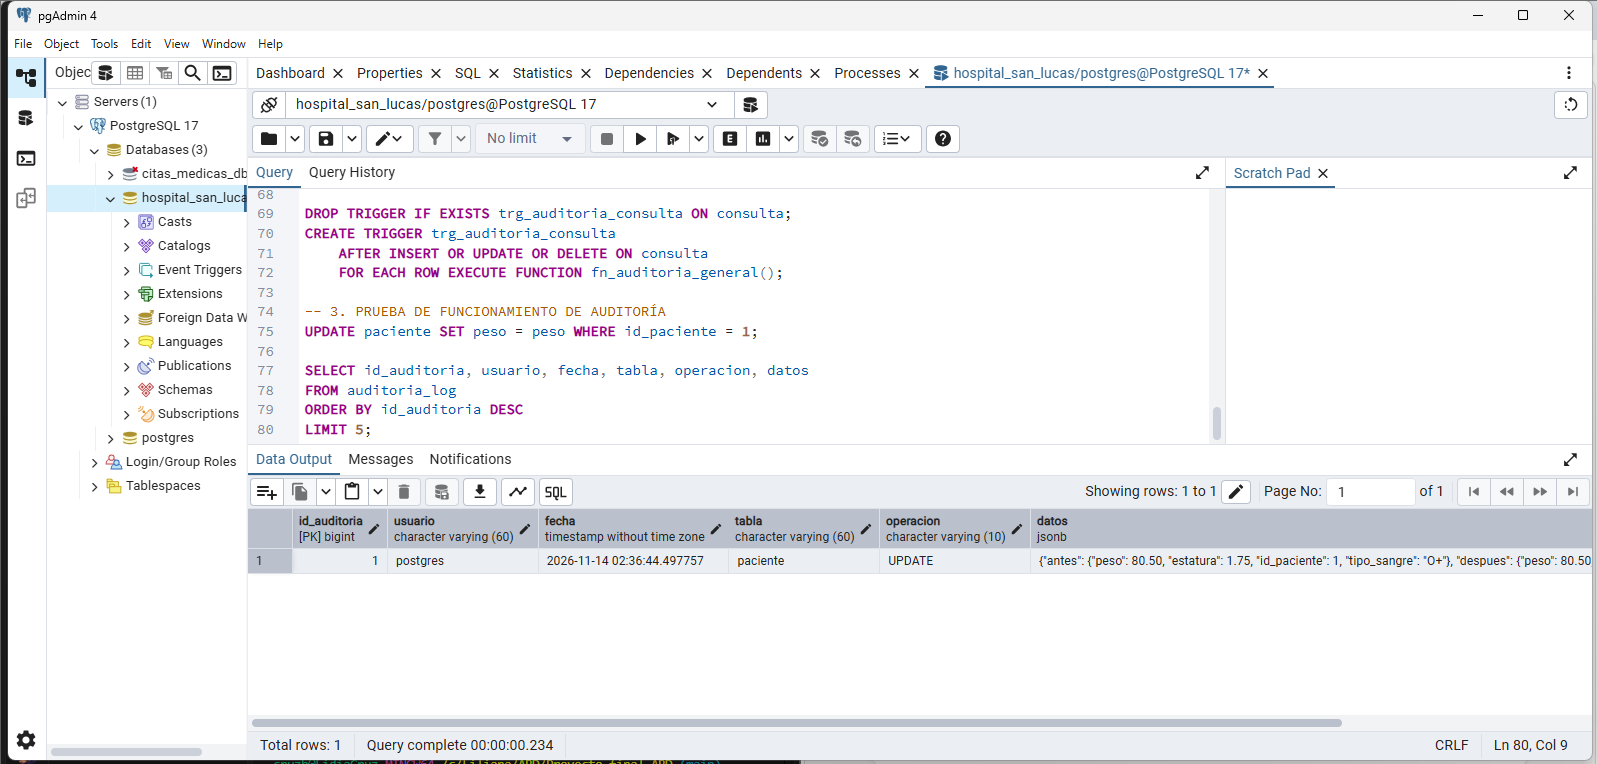 pgAdmin 4
File Object Tools Edit View Window Help
Objec
Dashboard Properties SQL Statistics Dependencies Dependents Processes hospital_san_lucas/postgres@PostgreSQL 17*
Servers (1)
PostgreSQL 17
Databases (3)
citas_medicas_db
hospital_san_luca
Casts
Catalogs
Event Triggers
Extensions
Foreign Data W
Languages
Publications
Schemas
Subscriptions
postgres
Login/Group Roles
Tablespaces
hospital_san_lucas/postgres@PostgreSQL 17
No limit
E
Query Query History
Scratch Pad
68
69 DROP TRIGGER IF EXISTS trg_auditoria_consulta ON consulta;
70 CREATE TRIGGER trg_auditoria_consulta
71 AFTER INSERT OR UPDATE OR DELETE ON consulta
72 FOR EACH ROW EXECUTE FUNCTION fn_auditoria_general();
73
74 -- 3. PRUEBA DE FUNCIONAMIENTO DE AUDITORÍA
75 UPDATE paciente SET peso = peso WHERE id_paciente = 1;
76
77 SELECT id_auditoria, usuario, fecha, tabla, operacion, datos
78 FROM auditoria_log
79 ORDER BY id_auditoria DESC
80 LIMIT 5;
Data Output Messages Notifications
SQL
Showing rows: 1 to 1 Page No: 1 of 1
id_auditoria usuario fecha tabla operacion datos
[PK] bigint character varying (60) timestamp without time zone character varying (60) character varying (10) jsonb
1 1 postgres 2026-11-14 02:36:44.497757 paciente UPDATE {"antes": {"peso": 80.50, "estatura": 1.75, "id_paciente": 1, "tipo_sangre": "O+"}, "despues": {"peso": 80.50
Total rows: 1 Query complete 00:00:00.234 CRLF Ln 80, Col 9